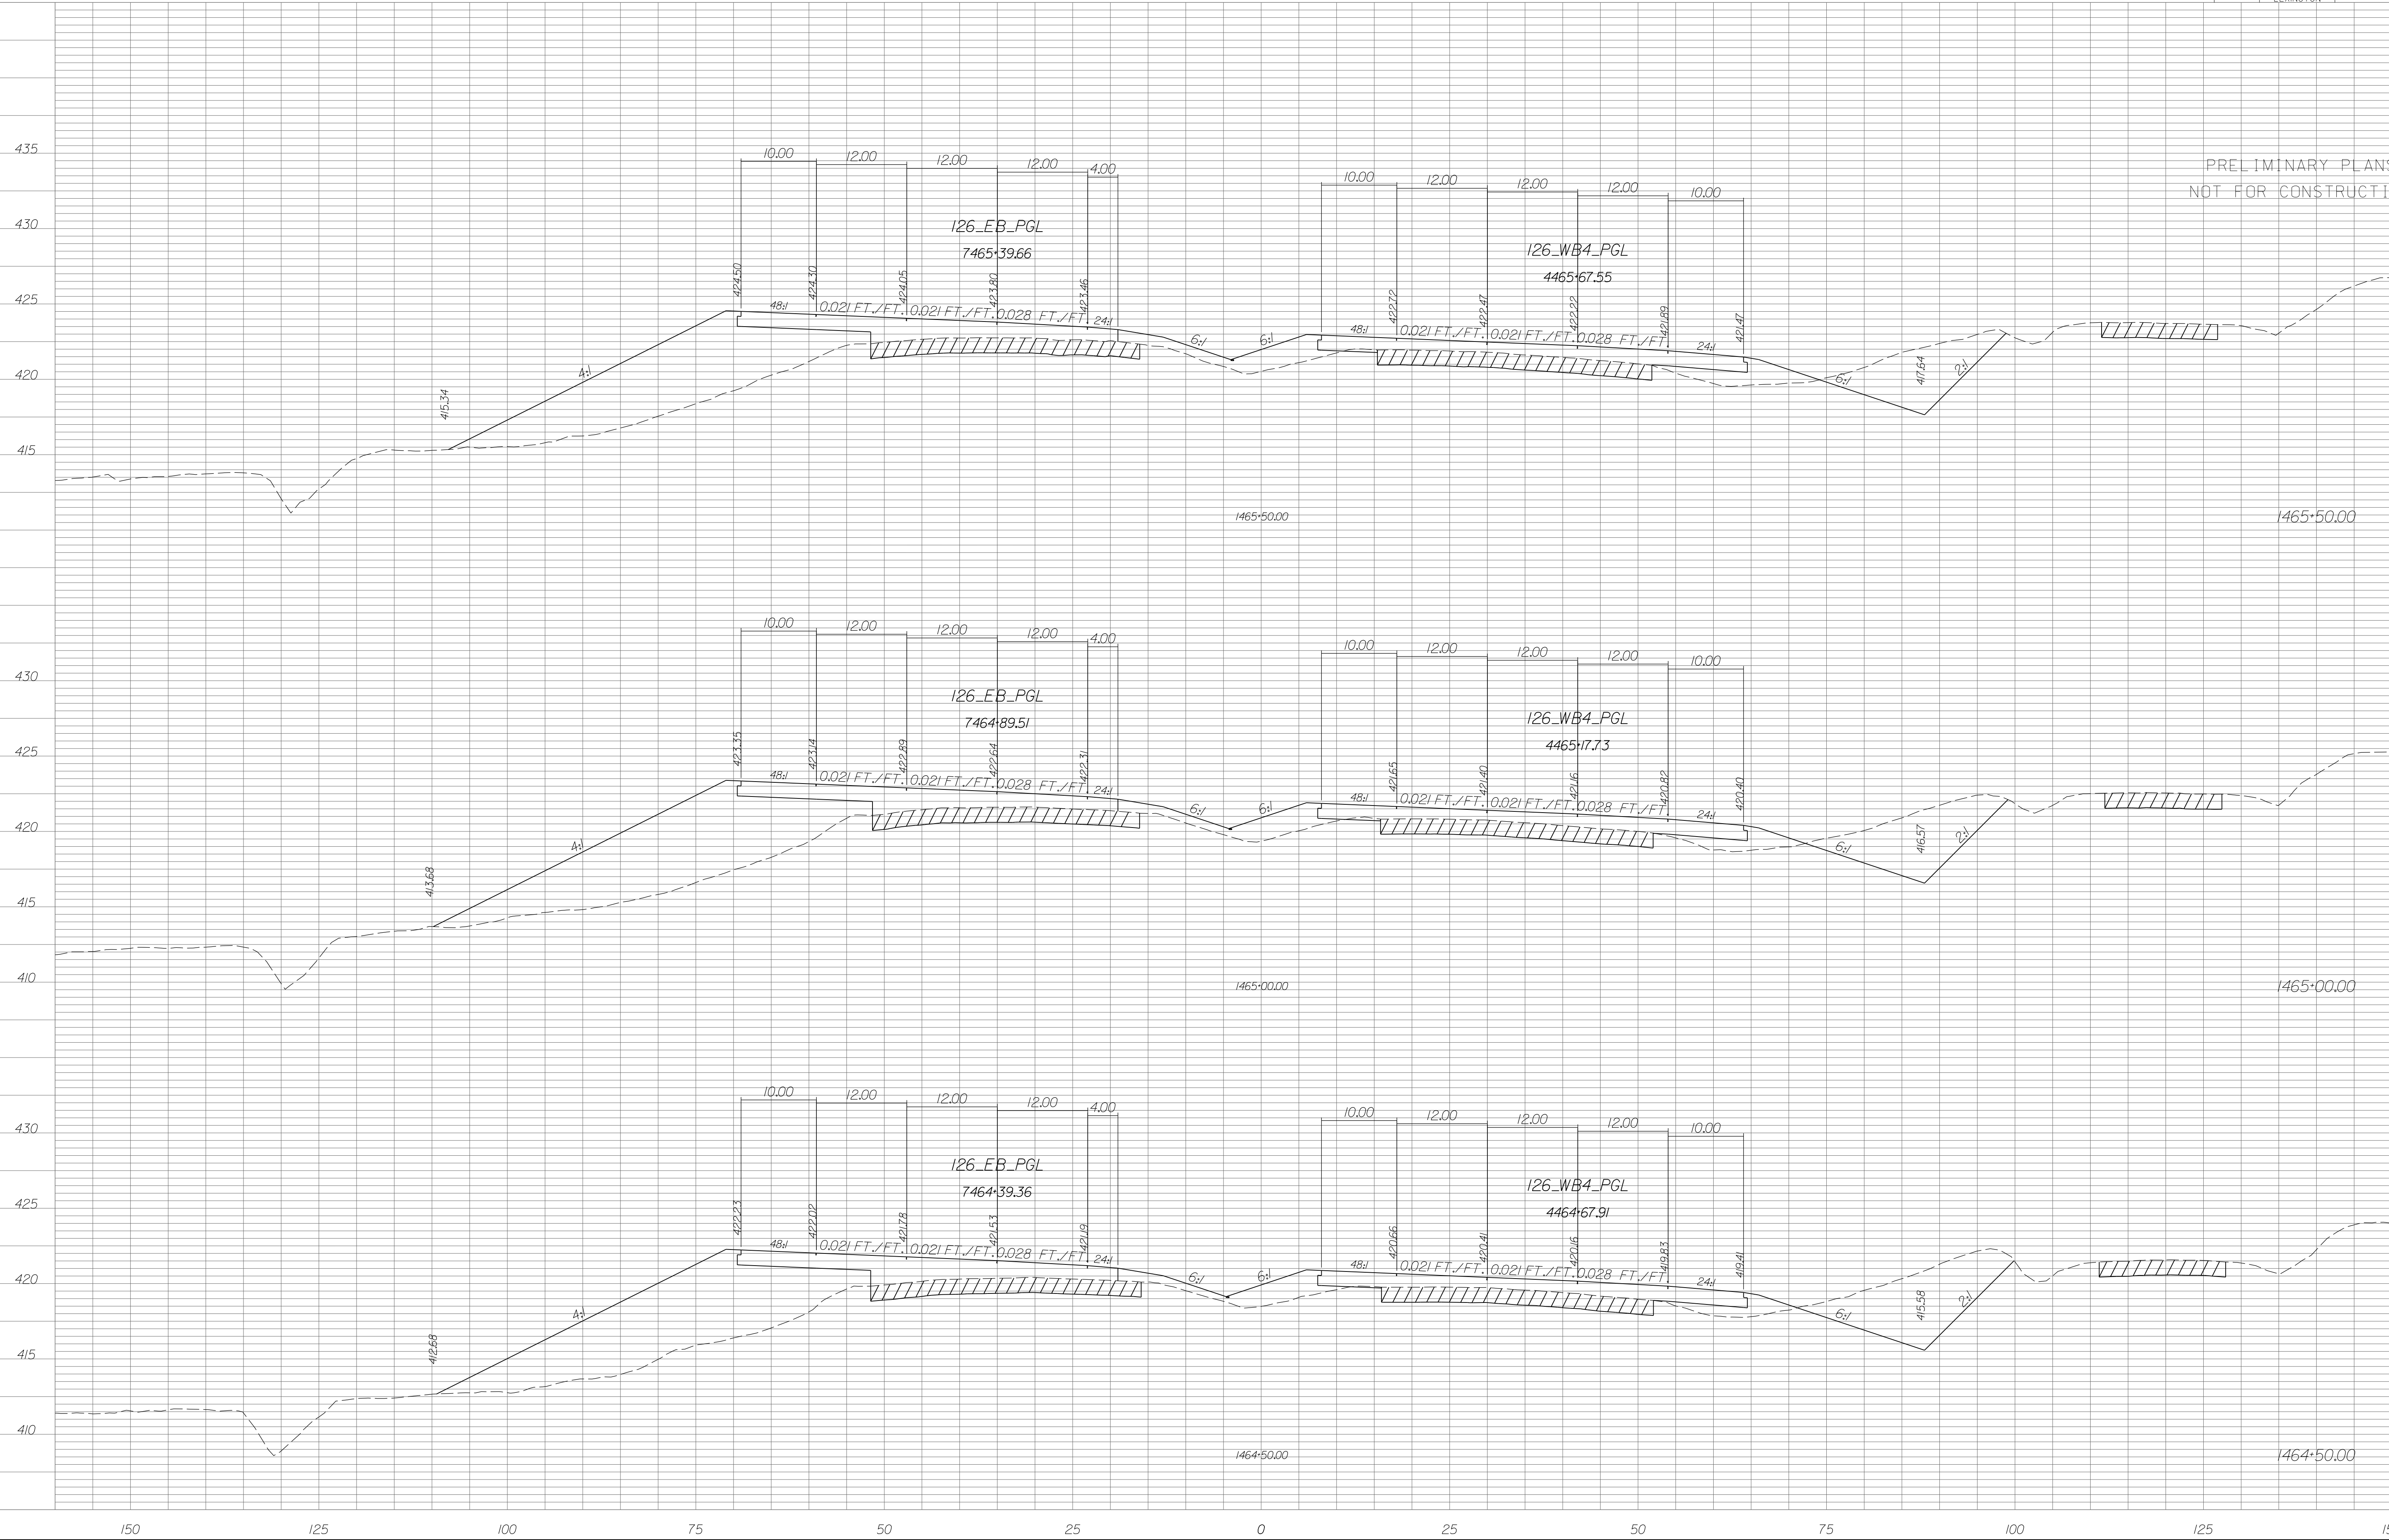 435
PRELIMINARY PLANS
NOT FOR CONSTRUCTI
10.00 12.00 12.00 12.00 4.00
10.00 12.00 12.00 12.00 10.00
430
126_EB_PGL
7465+39.66
126_WB4_PGL
4465+67.55
425
424.50 424.30 424.05 423.80 423.46
422.72 422.47 422.22 421.89 421.47
48:1 0.021 FT./FT. 0.021 FT./FT. 0.028 FT./FT. 24:1
6:1 6:1
48:1 0.021 FT./FT. 0.021 FT./FT. 0.028 FT./FT. 24:1
420
4:1
6:1
417.64
2:1
415.34
415
1465+50.00
1465+50.00
10.00 12.00 12.00 12.00 4.00
10.00 12.00 12.00 12.00 10.00
430
126_EB_PGL
7464+89.51
126_WB4_PGL
4465+17.73
425
423.35 423.14 422.89 422.64 422.31
421.65 421.40 421.16 420.82 420.40
48:1 0.021 FT./FT. 0.021 FT./FT. 0.028 FT./FT. 24:1
6:1 6:1
48:1 0.021 FT./FT. 0.021 FT./FT. 0.028 FT./FT. 24:1
420
4:1
6:1
416.57
2:1
413.68
415
410
1465+00.00
1465+00.00
10.00 12.00 12.00 12.00 4.00
10.00 12.00 12.00 12.00 10.00
430
126_EB_PGL
7464+39.36
126_WB4_PGL
4464+67.91
425
422.23 422.02 421.78 421.53 421.19
420.66 420.41 420.16 419.83 419.41
48:1 0.021 FT./FT. 0.021 FT./FT. 0.028 FT./FT. 24:1
6:1 6:1
48:1 0.021 FT./FT. 0.021 FT./FT. 0.028 FT./FT. 24:1
420
4:1
6:1
415.58
2:1
412.68
415
410
1464+50.00
1464+50.00
150 125 100 75 50 25 0 25 50 75 100 125